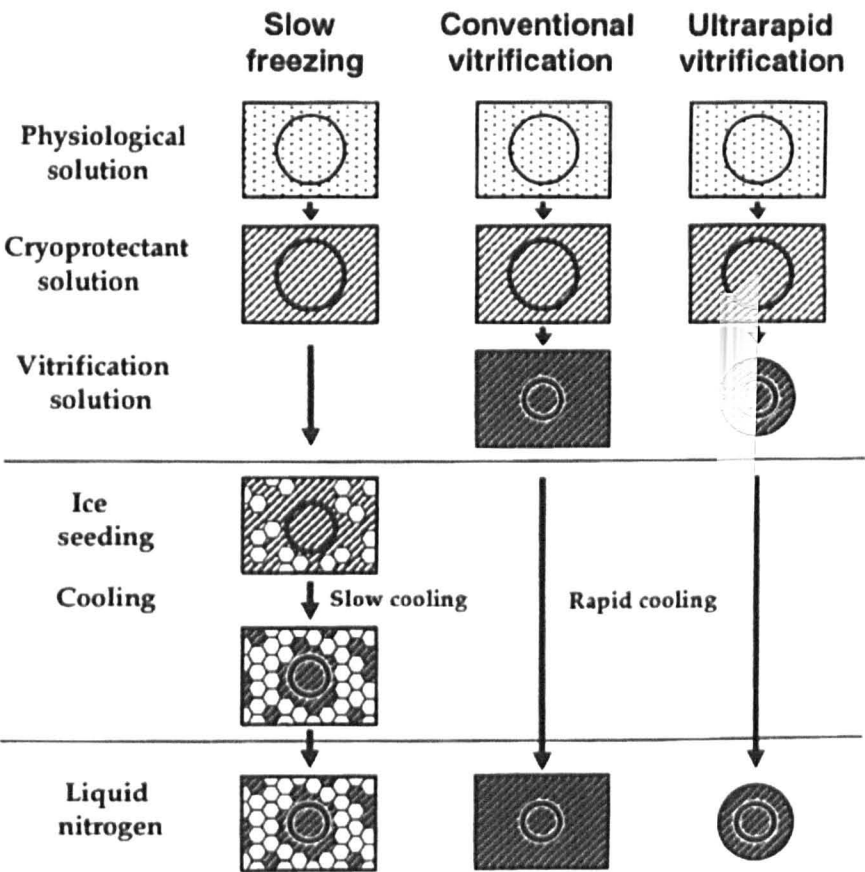 Slow
freezing
Conventional
vitrification
Ultrarapid
vitrification
Physiological
solution
Cryoprotectant
solution
Vitrification
solution
Ice
seeding
Cooling
Slow cooling
Rapid cooling
Liquid
nitrogen